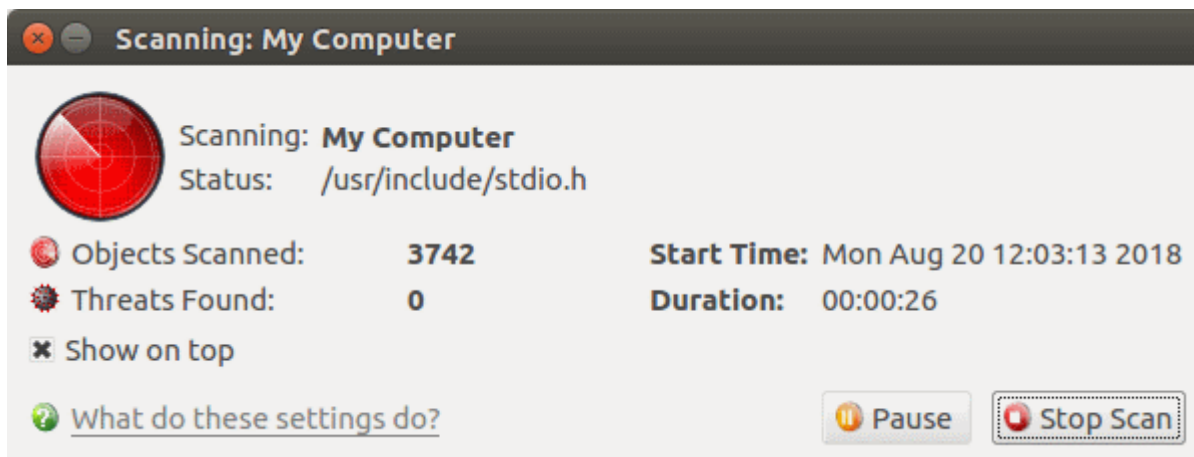 Scanning: My Computer
Scanning: My Computer
Status: /usr/include/stdio.h
Objects Scanned: 3742 Start Time: Mon Aug 20 12:03:13 2018
Threats Found: 0 Duration: 00:00:26
Show on top
What do these settings do? Pause Stop Scan